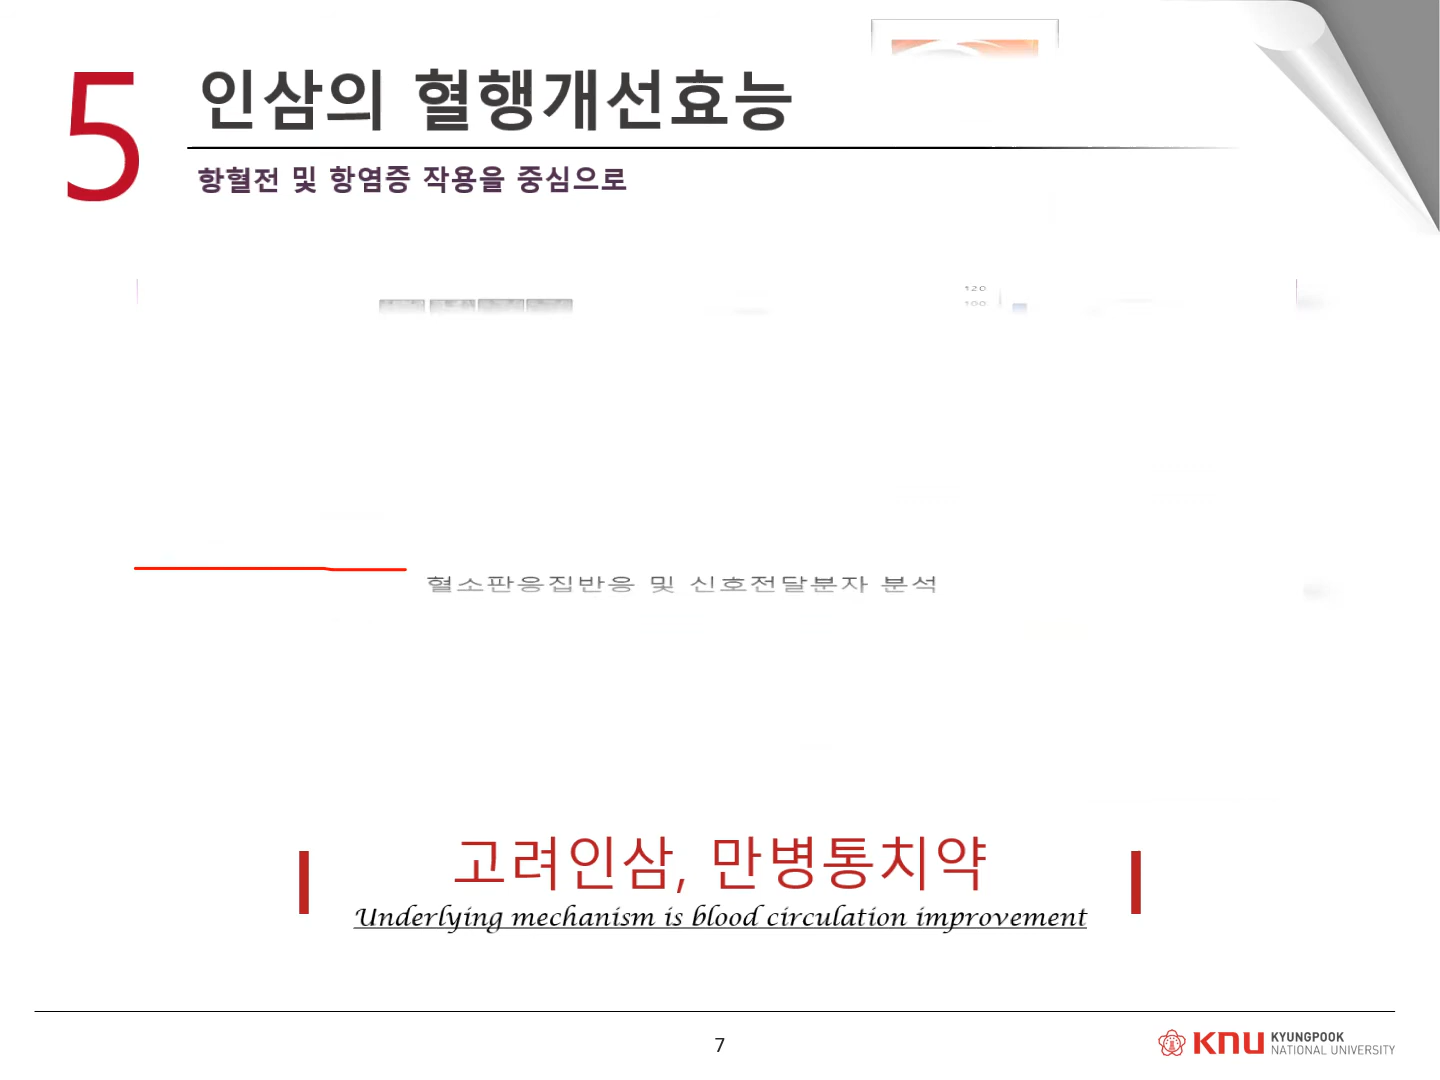 5
인삼의 혈행개선효능
항혈전 및 항염증 작용을 중심으로
120
100
혈소판응집반응 및 신호전달분자 분석
고려인삼, 만병통치약
Underlying mechanism is blood circulation improvement
7
KNU KYUNGPOOK
NATIONAL UNIVERSITY